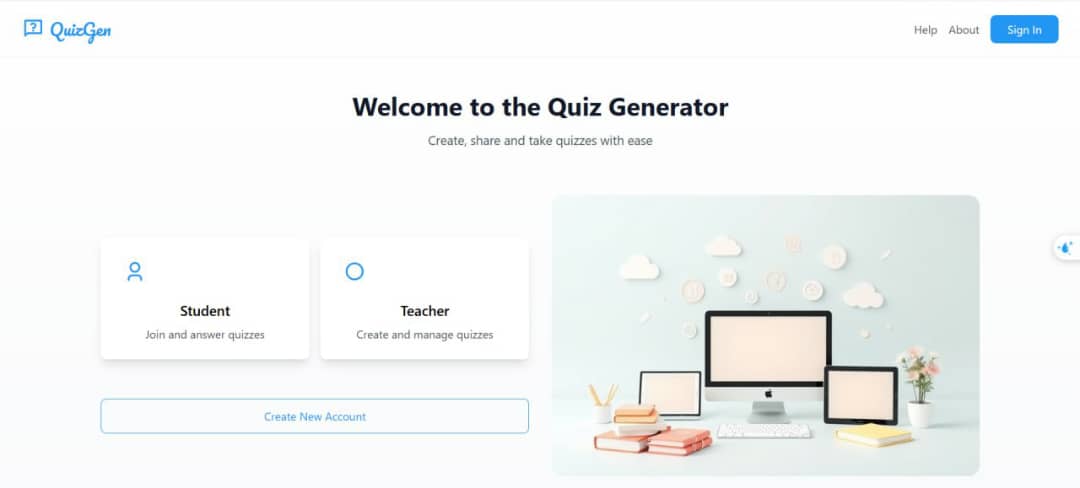 QuizGen
Help About Sign In
Welcome to the Quiz Generator
Create, share and take quizzes with ease
Student
Join and answer quizzes
Teacher
Create and manage quizzes
Create New Account